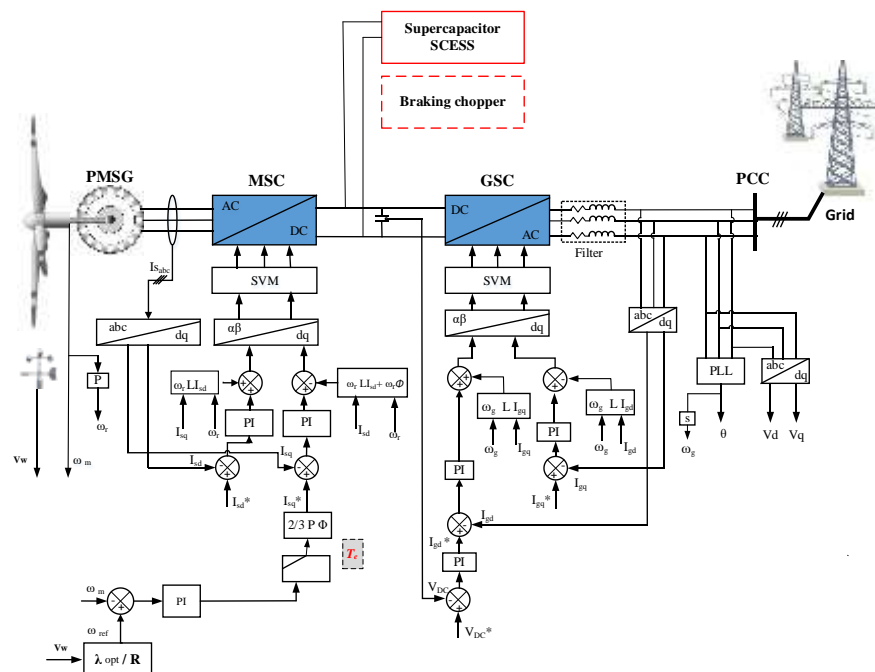 Supercapacitor
SCESS
Braking chopper
PMSG
MSC
GSC
PCC
Grid
AC
DC
DC
AC
Filter
Is_abc
SVM
SVM
abc
dq
αβ
dq
αβ
dq
abc
dq
P
ω_r
ω_r LI_sd
ω_r LI_sd + ω_r Φ
I_sq
ω_r
I_sd
ω_r
PI
PI
ω_g L I_gq
ω_g L I_gd
ω_g
I_gq
ω_g
I_gd
PI
PI
PLL
abc
dq
s
ω_g
θ
Vd
Vq
Vw
ω_m
I_sd
I_sq
I_sd*
I_sq*
I_gq
I_gq*
2/3 P Φ
T_e
I_gd
I_gd*
PI
V_DC
V_DC*
ω_m
PI
ω_ref
Vw
λ opt / R